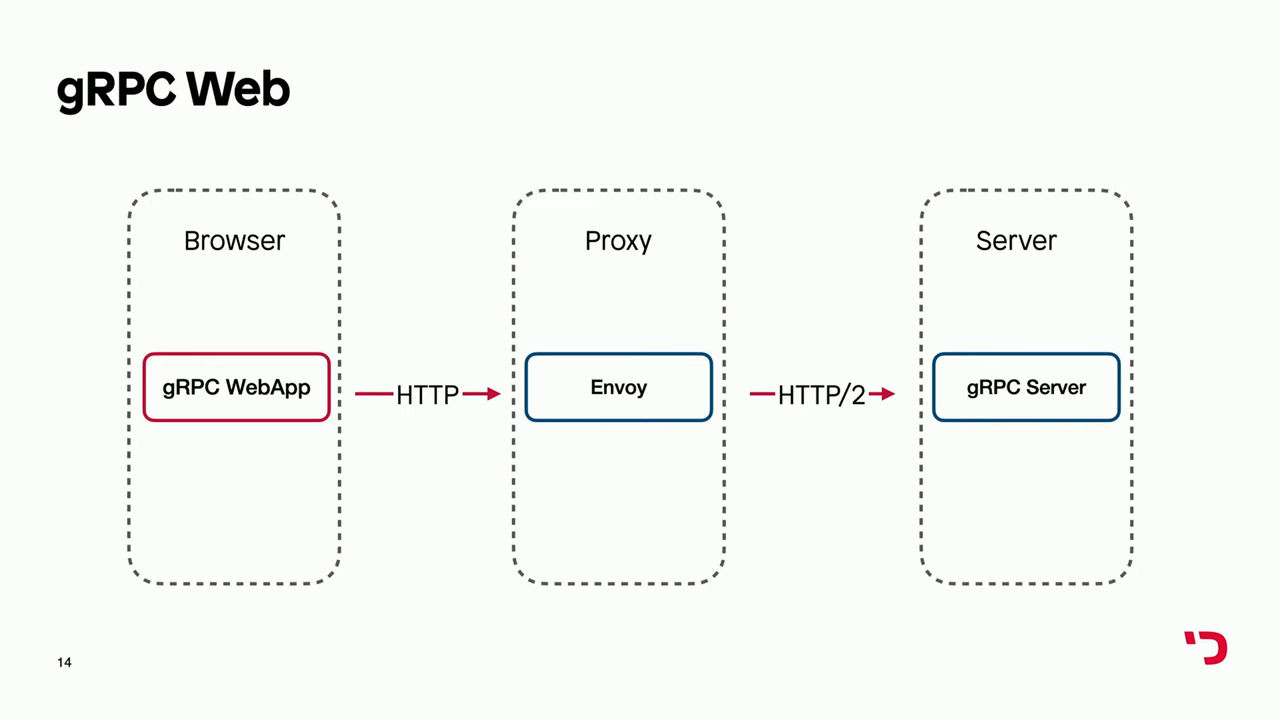 gRPC Web
Browser
Proxy
Server
gRPC WebApp
HTTP
Envoy
HTTP/2
gRPC Server
14